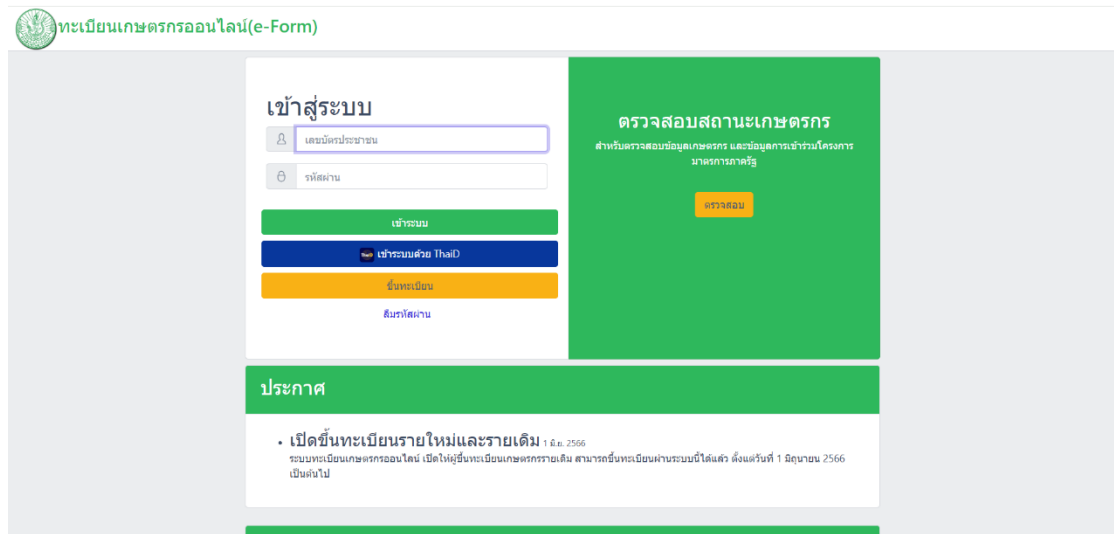 ทะเบียนเกษตรกรออนไลน์(e-Form)
เข้าสู่ระบบ
เลขบัตรประชาชน
รหัสผ่าน
เข้าระบบ
เข้าระบบด้วย ThaiD
ขึ้นทะเบียน
ลืมรหัสผ่าน
ตรวจสอบสถานะเกษตรกร
สำหรับตรวจสอบข้อมูลเกษตรกร และข้อมูลการเข้าร่วมโครงการ
มาตรการภาครัฐ
ตรวจสอบ
ประกาศ
เปิดขึ้นทะเบียนรายใหม่และรายเดิม 1 มิ.ย. 2566
ระบบทะเบียนเกษตรกรออนไลน์ เปิดให้ผู้ขึ้นทะเบียนเกษตรกรรายเดิม สามารถขึ้นทะเบียนผ่านระบบนี้ได้แล้ว ตั้งแต่วันที่ 1 มิถุนายน 2566
เป็นต้นไป